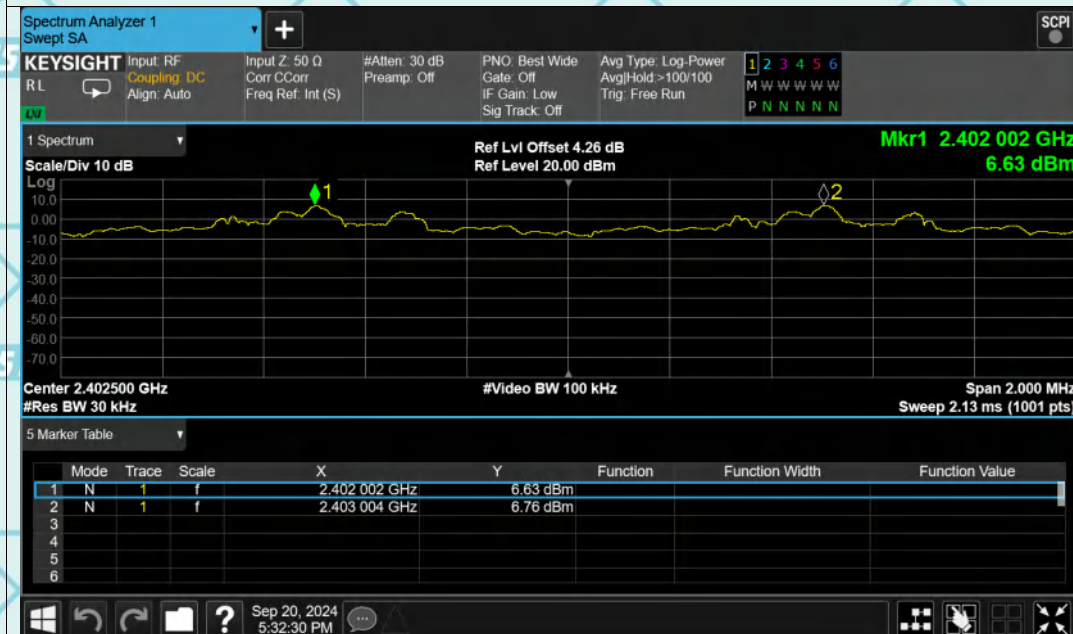 Spectrum Analyzer 1
Swept SA
+
SCPI
KEYSIGHT
RL
LXI
Input: RF
Coupling: DC
Align: Auto
Input Z: 50 Ω
Corr CCorr
Freq Ref: Int (S)
#Atten: 30 dB
Preamp: Off
PNO: Best Wide
Gate: Off
IF Gain: Low
Sig Track: Off
Avg Type: Log-Power
Avg|Hold:>100/100
Trig: Free Run
1 2 3 4 5 6
M W W W W W
P N N N N N
1 Spectrum
Scale/Div 10 dB
Ref Lvl Offset 4.26 dB
Ref Level 20.00 dBm
Mkr1 2.402 002 GHz
6.63 dBm
Log
10.0
0.00
-10.0
-20.0
-30.0
-40.0
-50.0
-60.0
-70.0
1
2
Center 2.402500 GHz
#Res BW 30 kHz
#Video BW 100 kHz
Span 2.000 MHz
Sweep 2.13 ms (1001 pts)
5 Marker Table
Mode Trace Scale X Y Function Function Width Function Value
1 N 1 f 2.402 002 GHz 6.63 dBm
2 N 1 f 2.403 004 GHz 6.76 dBm
3
4
5
6
?
Sep 20, 2024
5:32:30 PM